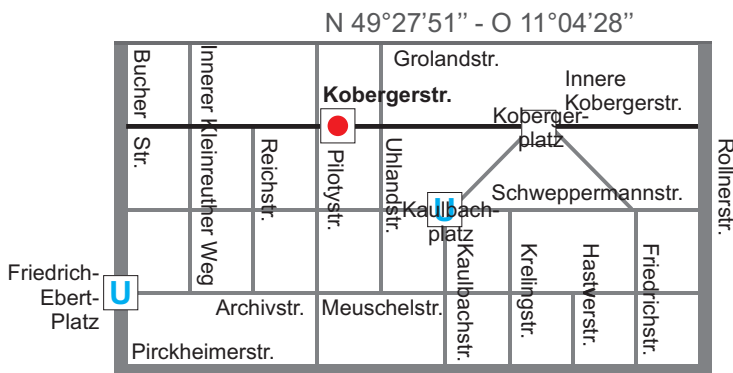 N 49°27'51’’ - O 11°04'28’’
Grolandstr.
Bucher
Str.
Innerer Kleinreuther Weg
Innere
Kobergerstr.
Kobergerstr.
Koberger-
platz
Reichstr.
Pilotystr.
Uhlandstr.
Rollnerstr.
Schweppermannstr.
U
Kaulbach-
platz
Kaulbachstr.
Krelingstr.
Hastverstr.
Friedrichstr.
Friedrich-
Ebert-
Platz
U
Archivstr.
Meuschelstr.
Pirckheimerstr.